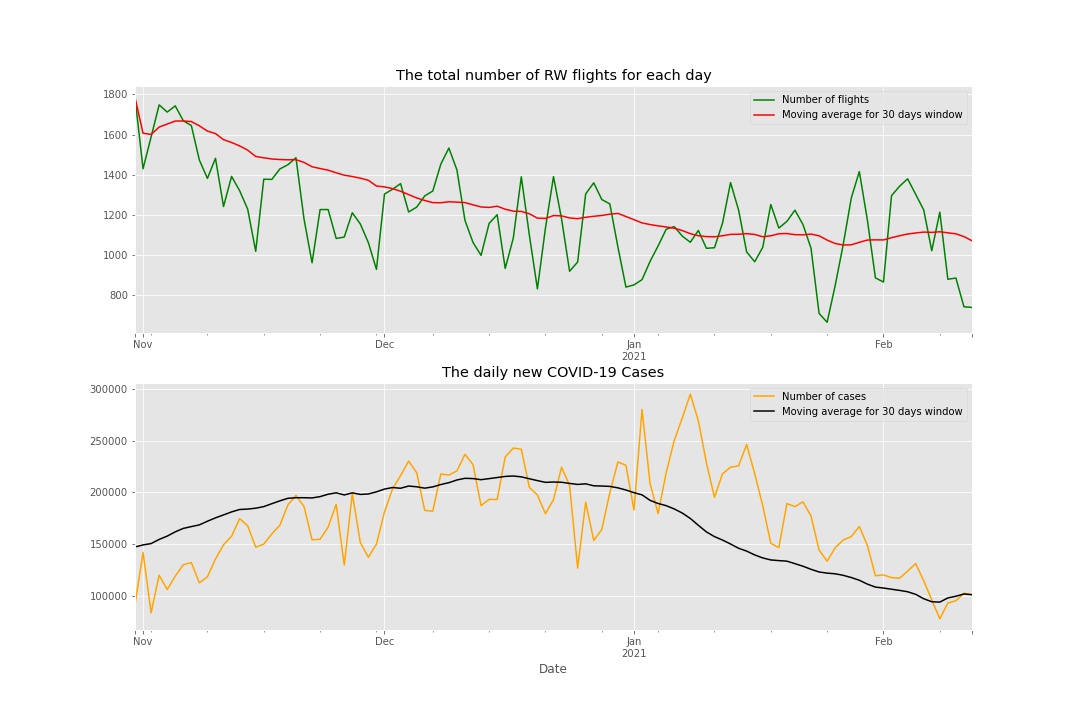 The total number of RW flights for each day
1800
1600
1400
1200
1000
800
Number of flights
Moving average for 30 days window
Nov
Dec
Jan
2021
Feb
The daily new COVID-19 Cases
300000
250000
200000
150000
100000
Number of cases
Moving average for 30 days window
Nov
Dec
Jan
2021
Feb
Date